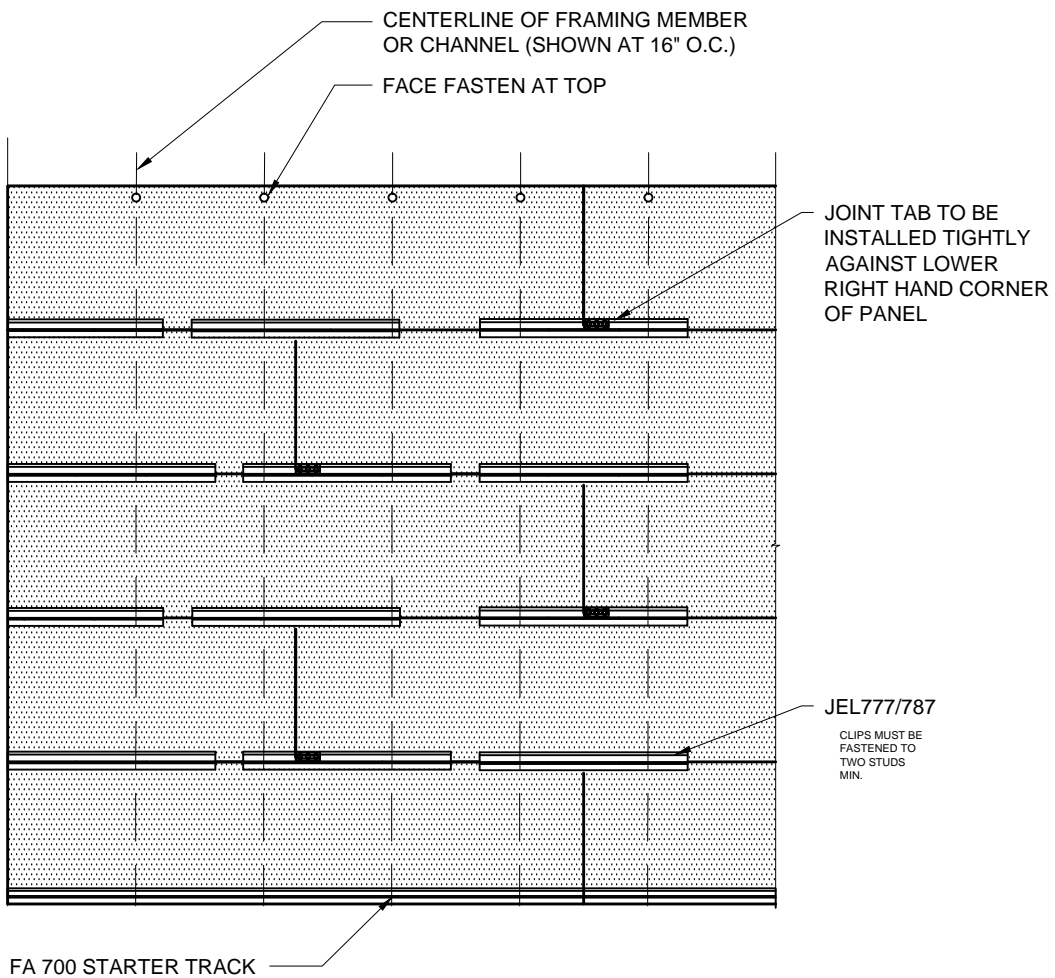 CENTERLINE OF FRAMING MEMBER
OR CHANNEL (SHOWN AT 16" O.C.)
FACE FASTEN AT TOP
JOINT TAB TO BE
INSTALLED TIGHTLY
AGAINST LOWER
RIGHT HAND CORNER
OF PANEL
JEL777/787
CLIPS MUST BE
FASTENED TO
TWO STUDS
MIN.
FA 700 STARTER TRACK